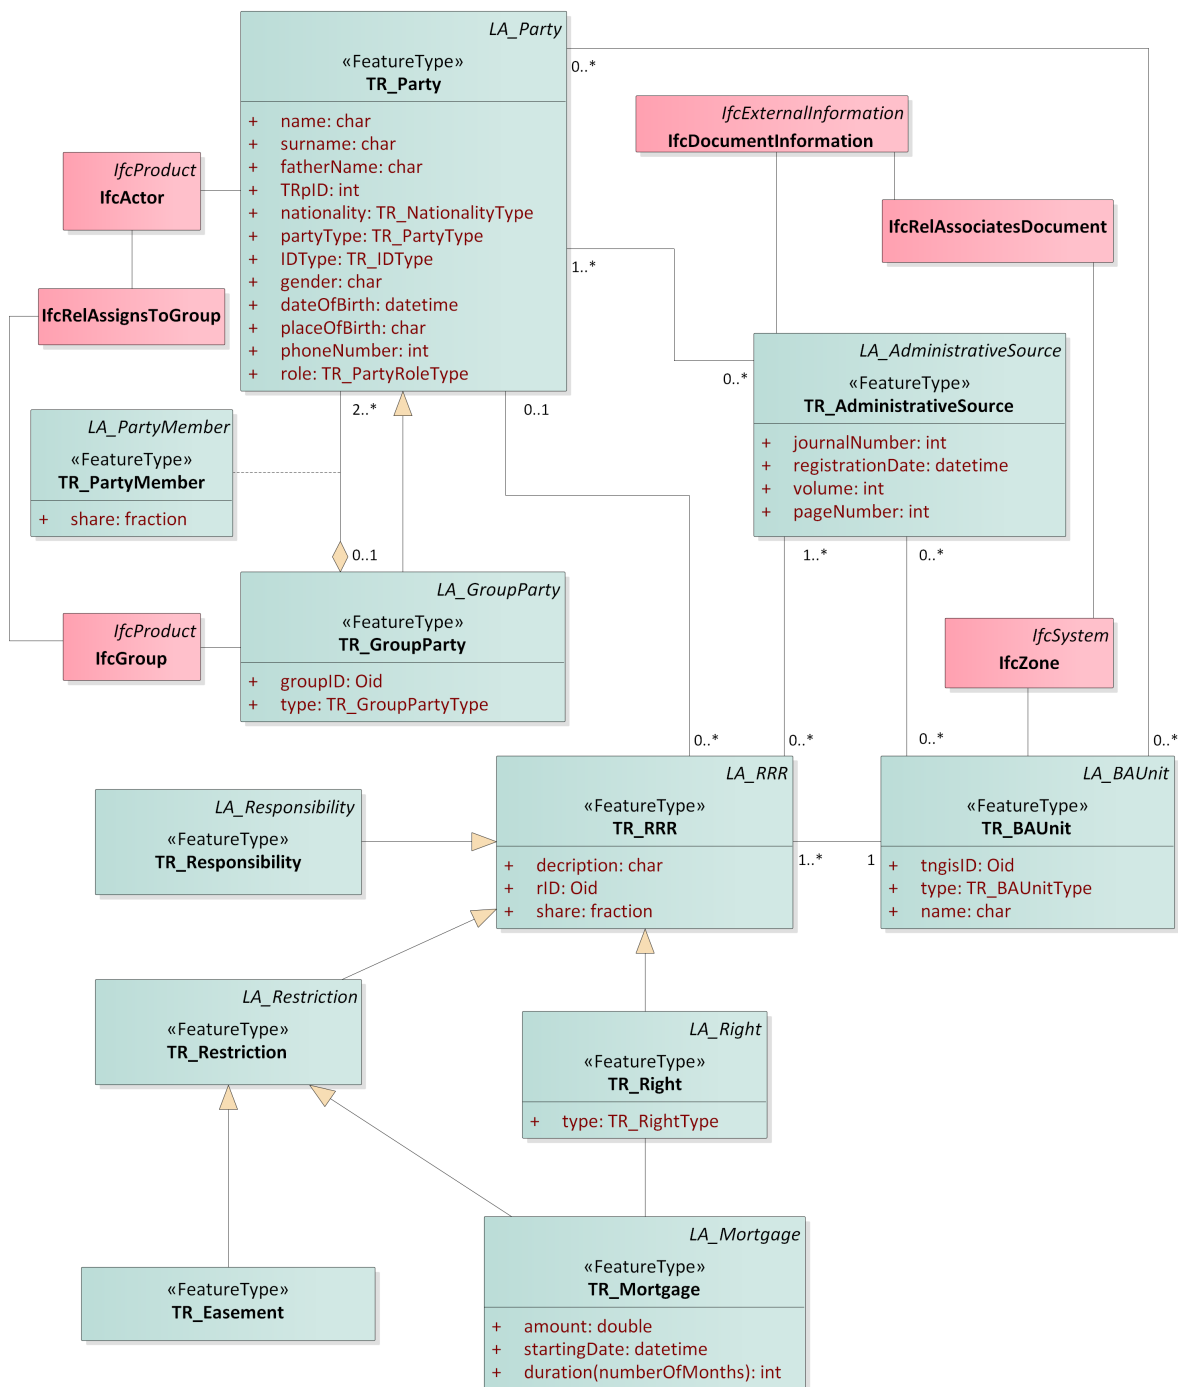 LA_Party
«FeatureType»
TR_Party
+ name: char
+ surname: char
+ fatherName: char
+ TRpID: int
+ nationality: TR_NationalityType
+ partyType: TR_PartyType
+ IDType: TR_IDType
+ gender: char
+ dateOfBirth: datetime
+ placeOfBirth: char
+ phoneNumber: int
+ role: TR_PartyRoleType
0..*
1..*
2..*
0..1
IfcExternalInformation
IfcDocumentInformation
IfcRelAssociatesDocument
IfcProduct
IfcActor
IfcRelAssignsToGroup
LA_AdministrativeSource
«FeatureType»
TR_AdministrativeSource
+ journalNumber: int
+ registrationDate: datetime
+ volume: int
+ pageNumber: int
0..*
1..*
0..*
LA_PartyMember
«FeatureType»
TR_PartyMember
+ share: fraction
0..1
LA_GroupParty
«FeatureType»
TR_GroupParty
+ groupID: Oid
+ type: TR_GroupPartyType
IfcProduct
IfcGroup
IfcSystem
IfcZone
0..*
0..*
0..*
0..*
LA_RRR
«FeatureType»
TR_RRR
+ decription: char
+ rID: Oid
+ share: fraction
1..*
1
LA_BAUnit
«FeatureType»
TR_BAUnit
+ tngisID: Oid
+ type: TR_BAUnitType
+ name: char
LA_Responsibility
«FeatureType»
TR_Responsibility
LA_Restriction
«FeatureType»
TR_Restriction
LA_Right
«FeatureType»
TR_Right
+ type: TR_RightType
«FeatureType»
TR_Easement
LA_Mortgage
«FeatureType»
TR_Mortgage
+ amount: double
+ startingDate: datetime
+ duration(numberOfMonths): int